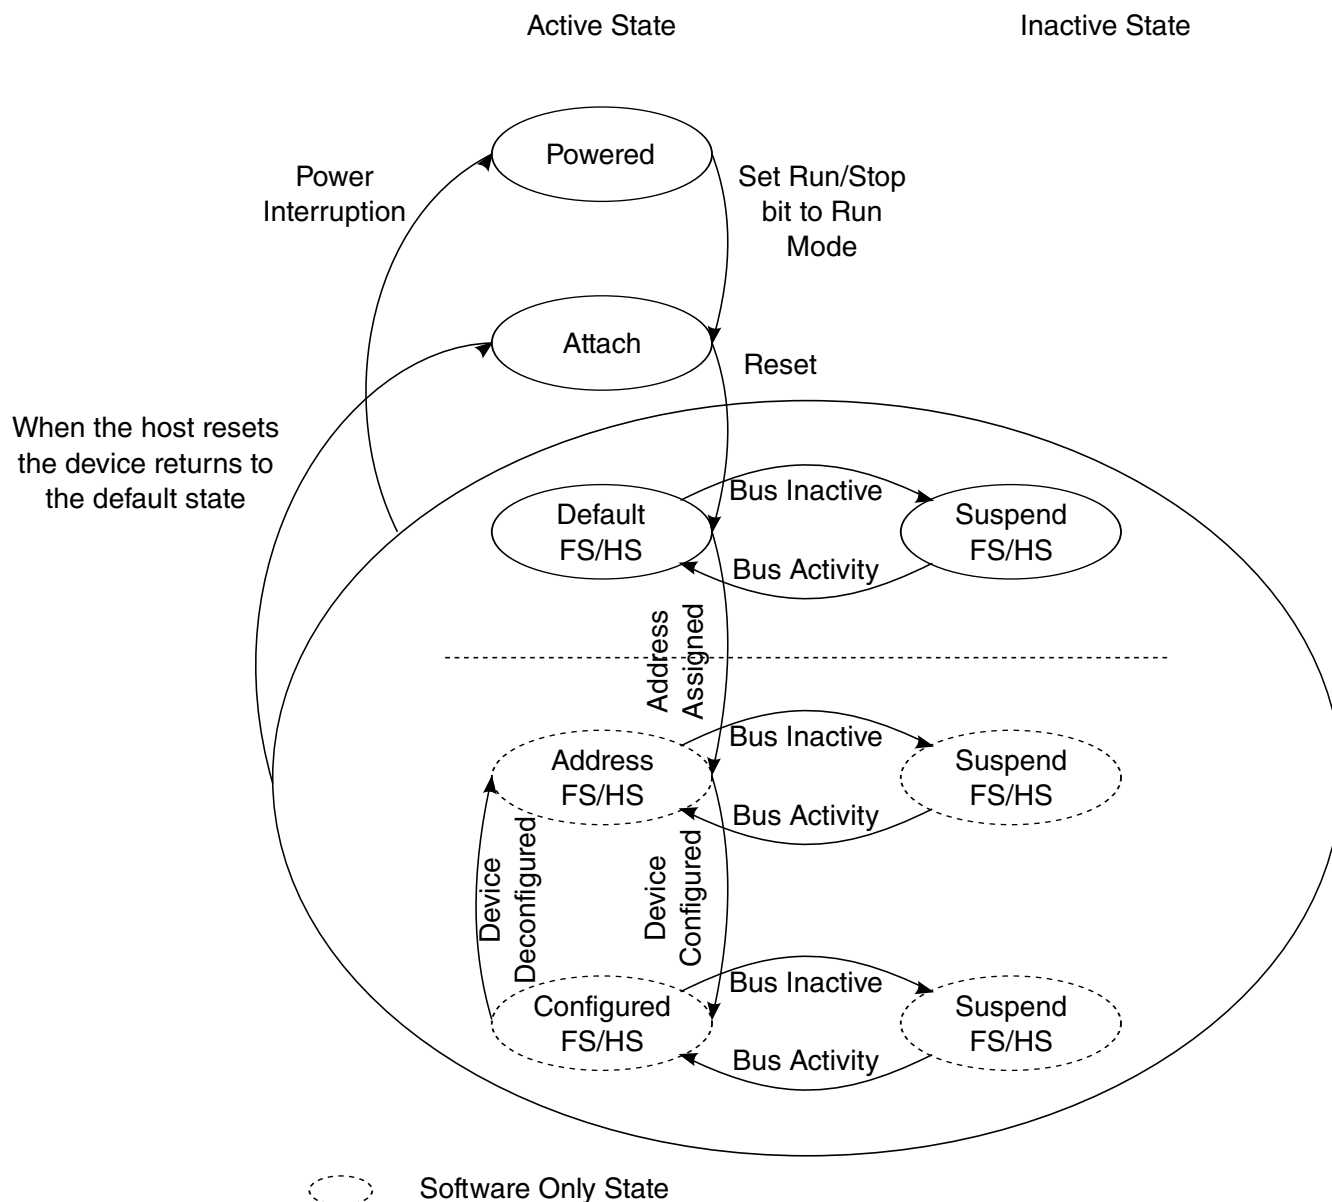 Active State
Inactive State
Powered
Power
Interruption
Set Run/Stop
bit to Run
Mode
Attach
Reset
When the host resets
the device returns to
the default state
Default
FS/HS
Bus Inactive
Bus Activity
Suspend
FS/HS
Address
Assigned
Address
FS/HS
Bus Inactive
Bus Activity
Suspend
FS/HS
Device
Deconfigured
Device
Configured
Configured
FS/HS
Bus Inactive
Bus Activity
Suspend
FS/HS
Software Only State